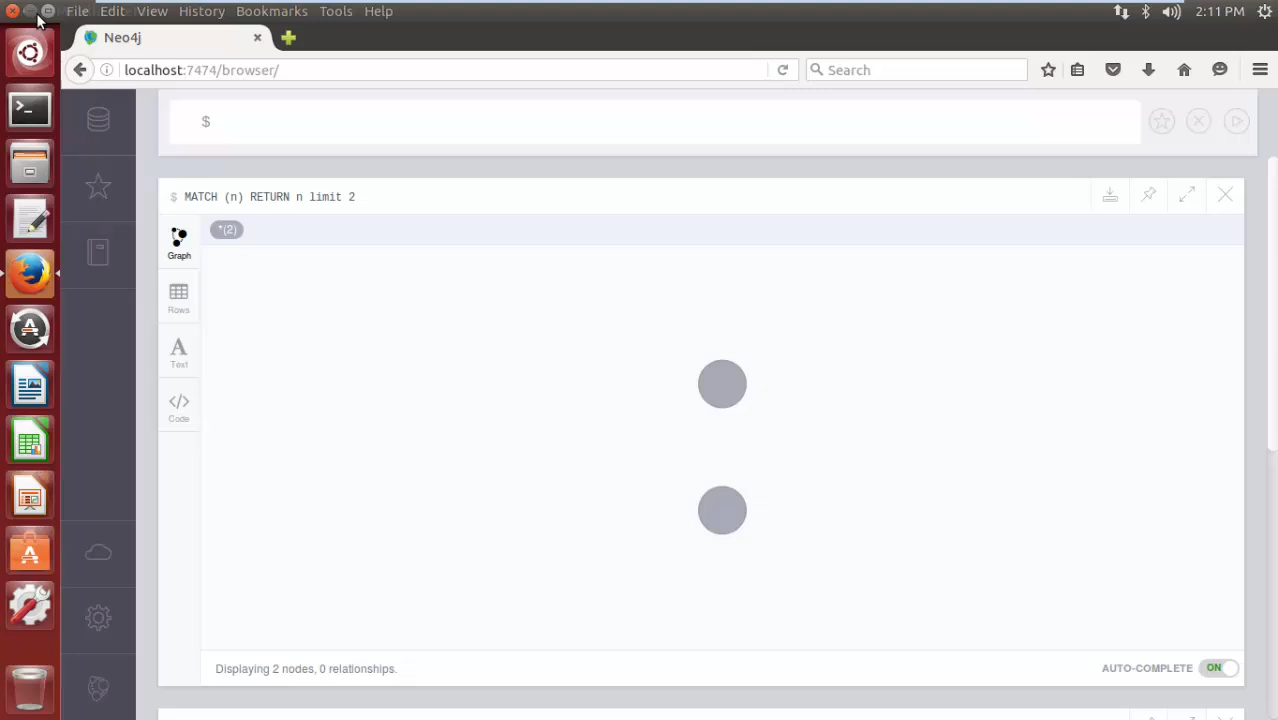 File Edit View History Bookmarks Tools Help 2:11 PM
Neo4j
localhost:7474/browser/ Search
$
$ MATCH (n) RETURN n limit 2
*(2)
Graph
Rows
A
Text
</>
Code
Displaying 2 nodes, 0 relationships.
AUTO-COMPLETE ON